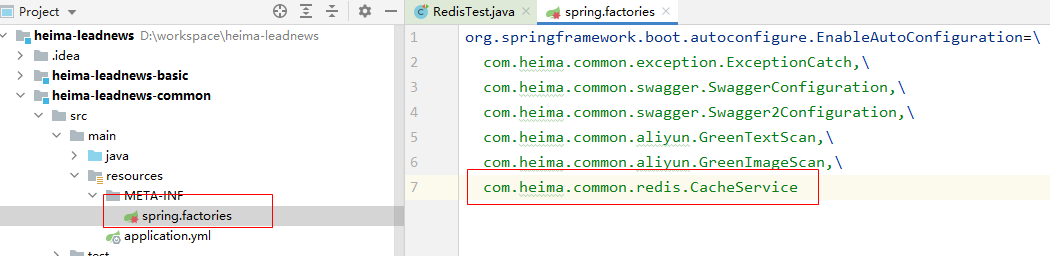 Project
heima-leadnews D:\workspace\heima-leadnews
.idea
heima-leadnews-basic
heima-leadnews-common
src
main
java
resources
META-INF
spring.factories
application.yml
test
RedisTest.java
spring.factories
1 org.springframework.boot.autoconfigure.EnableAutoConfiguration=\
2 com.heima.common.exception.ExceptionCatch,\
3 com.heima.common.swagger.SwaggerConfiguration,\
4 com.heima.common.swagger.Swagger2Configuration,\
5 com.heima.common.aliyun.GreenTextScan,\
6 com.heima.common.aliyun.GreenImageScan,\
7 com.heima.common.redis.CacheService